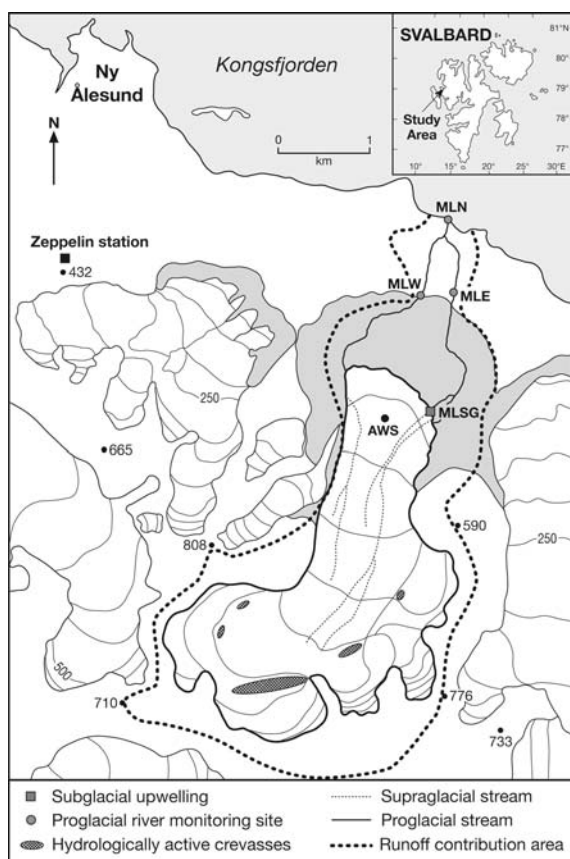 SVALBARD
81°N
80°
79°
78°
77°
10°
15°
20°
25°
30°E
Study
Area
Ny
Ålesund
Kongsfjorden
N
0
1
km
MLN
Zeppelin station
432
MLW
MLE
250
MLSG
AWS
665
590
808
250
500
710
776
733
Subglacial upwelling
Supraglacial stream
Proglacial river monitoring site
Proglacial stream
Hydrologically active crevasses
Runoff contribution area